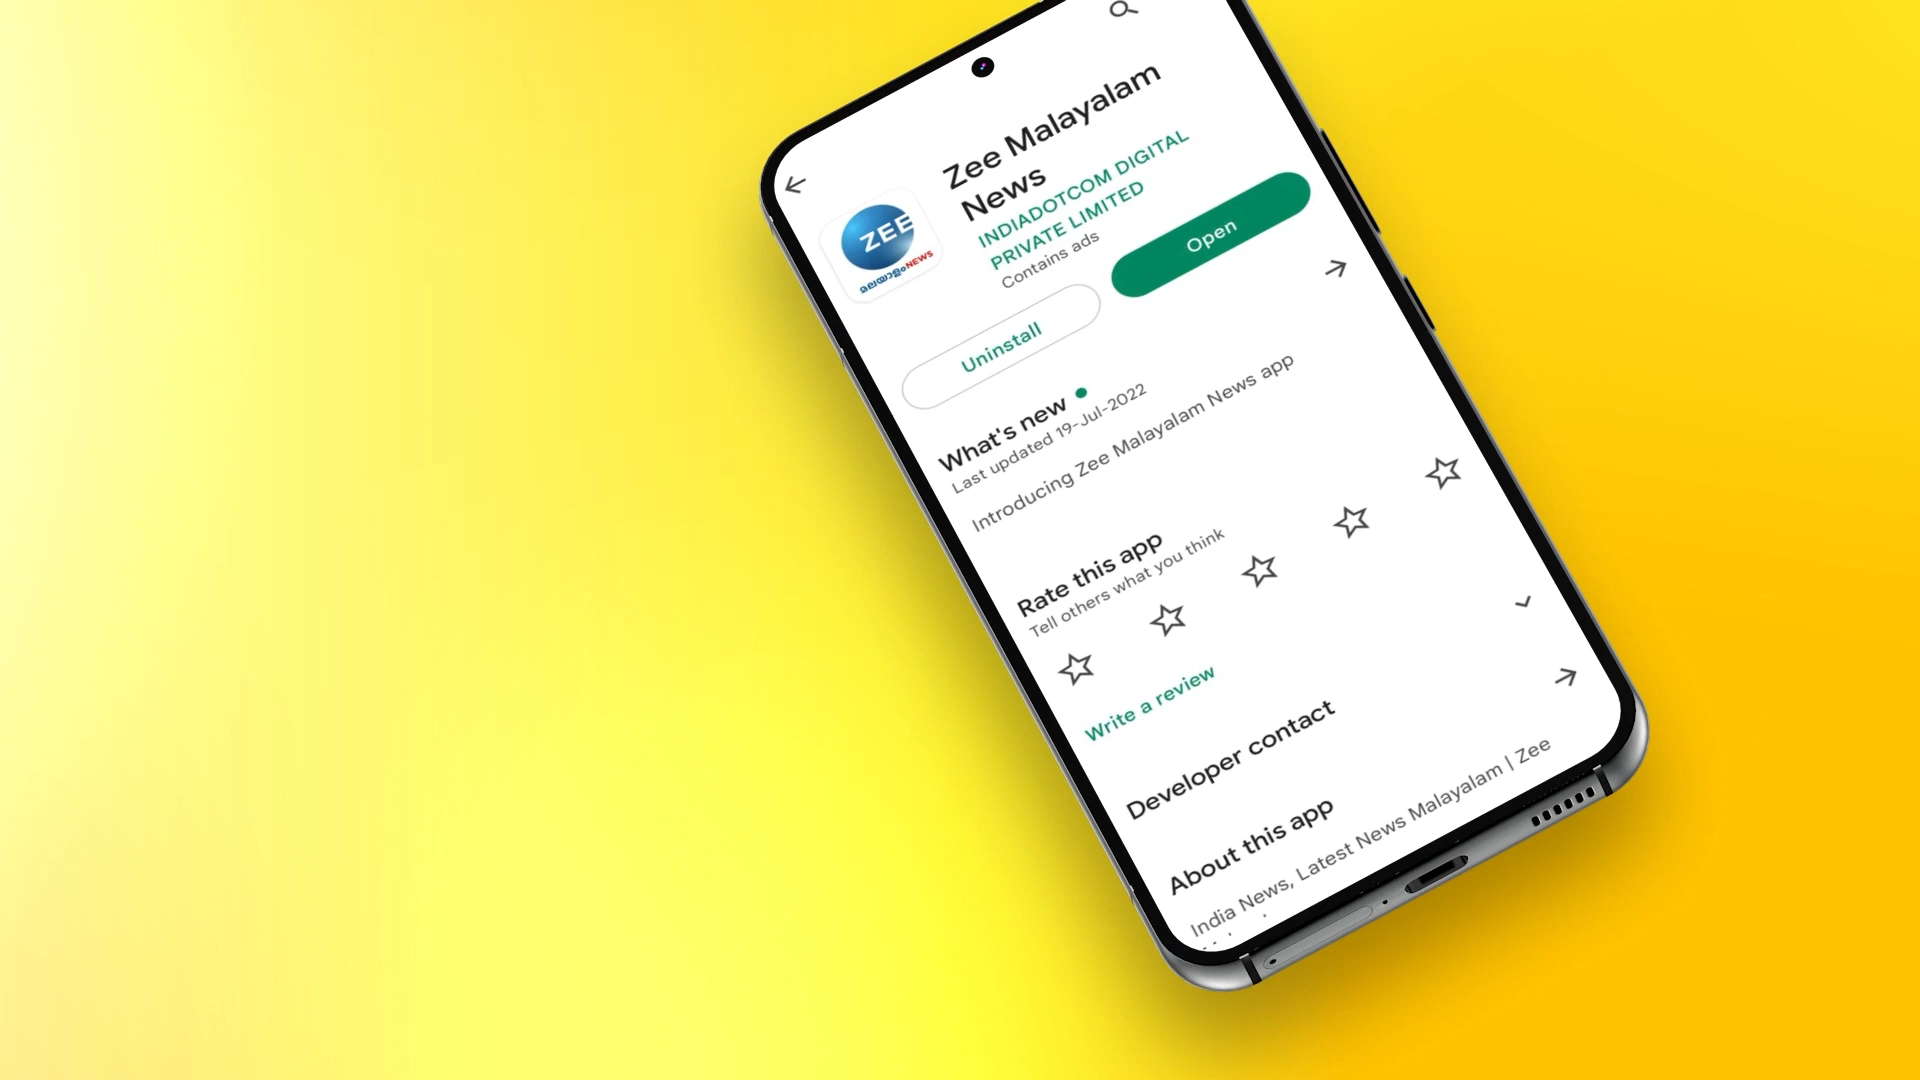 Zee Malayalam
News
INDIADOTCOM DIGITAL
PRIVATE LIMITED
Contains ads
ZEE
മലയാളം NEWS
Uninstall
Open
What's new
Last updated 19-Jul-2022
Introducing Zee Malayalam News app
Rate this app
Tell others what you think
Write a review
Developer contact
About this app
India News, Latest News Malayalam | Zee